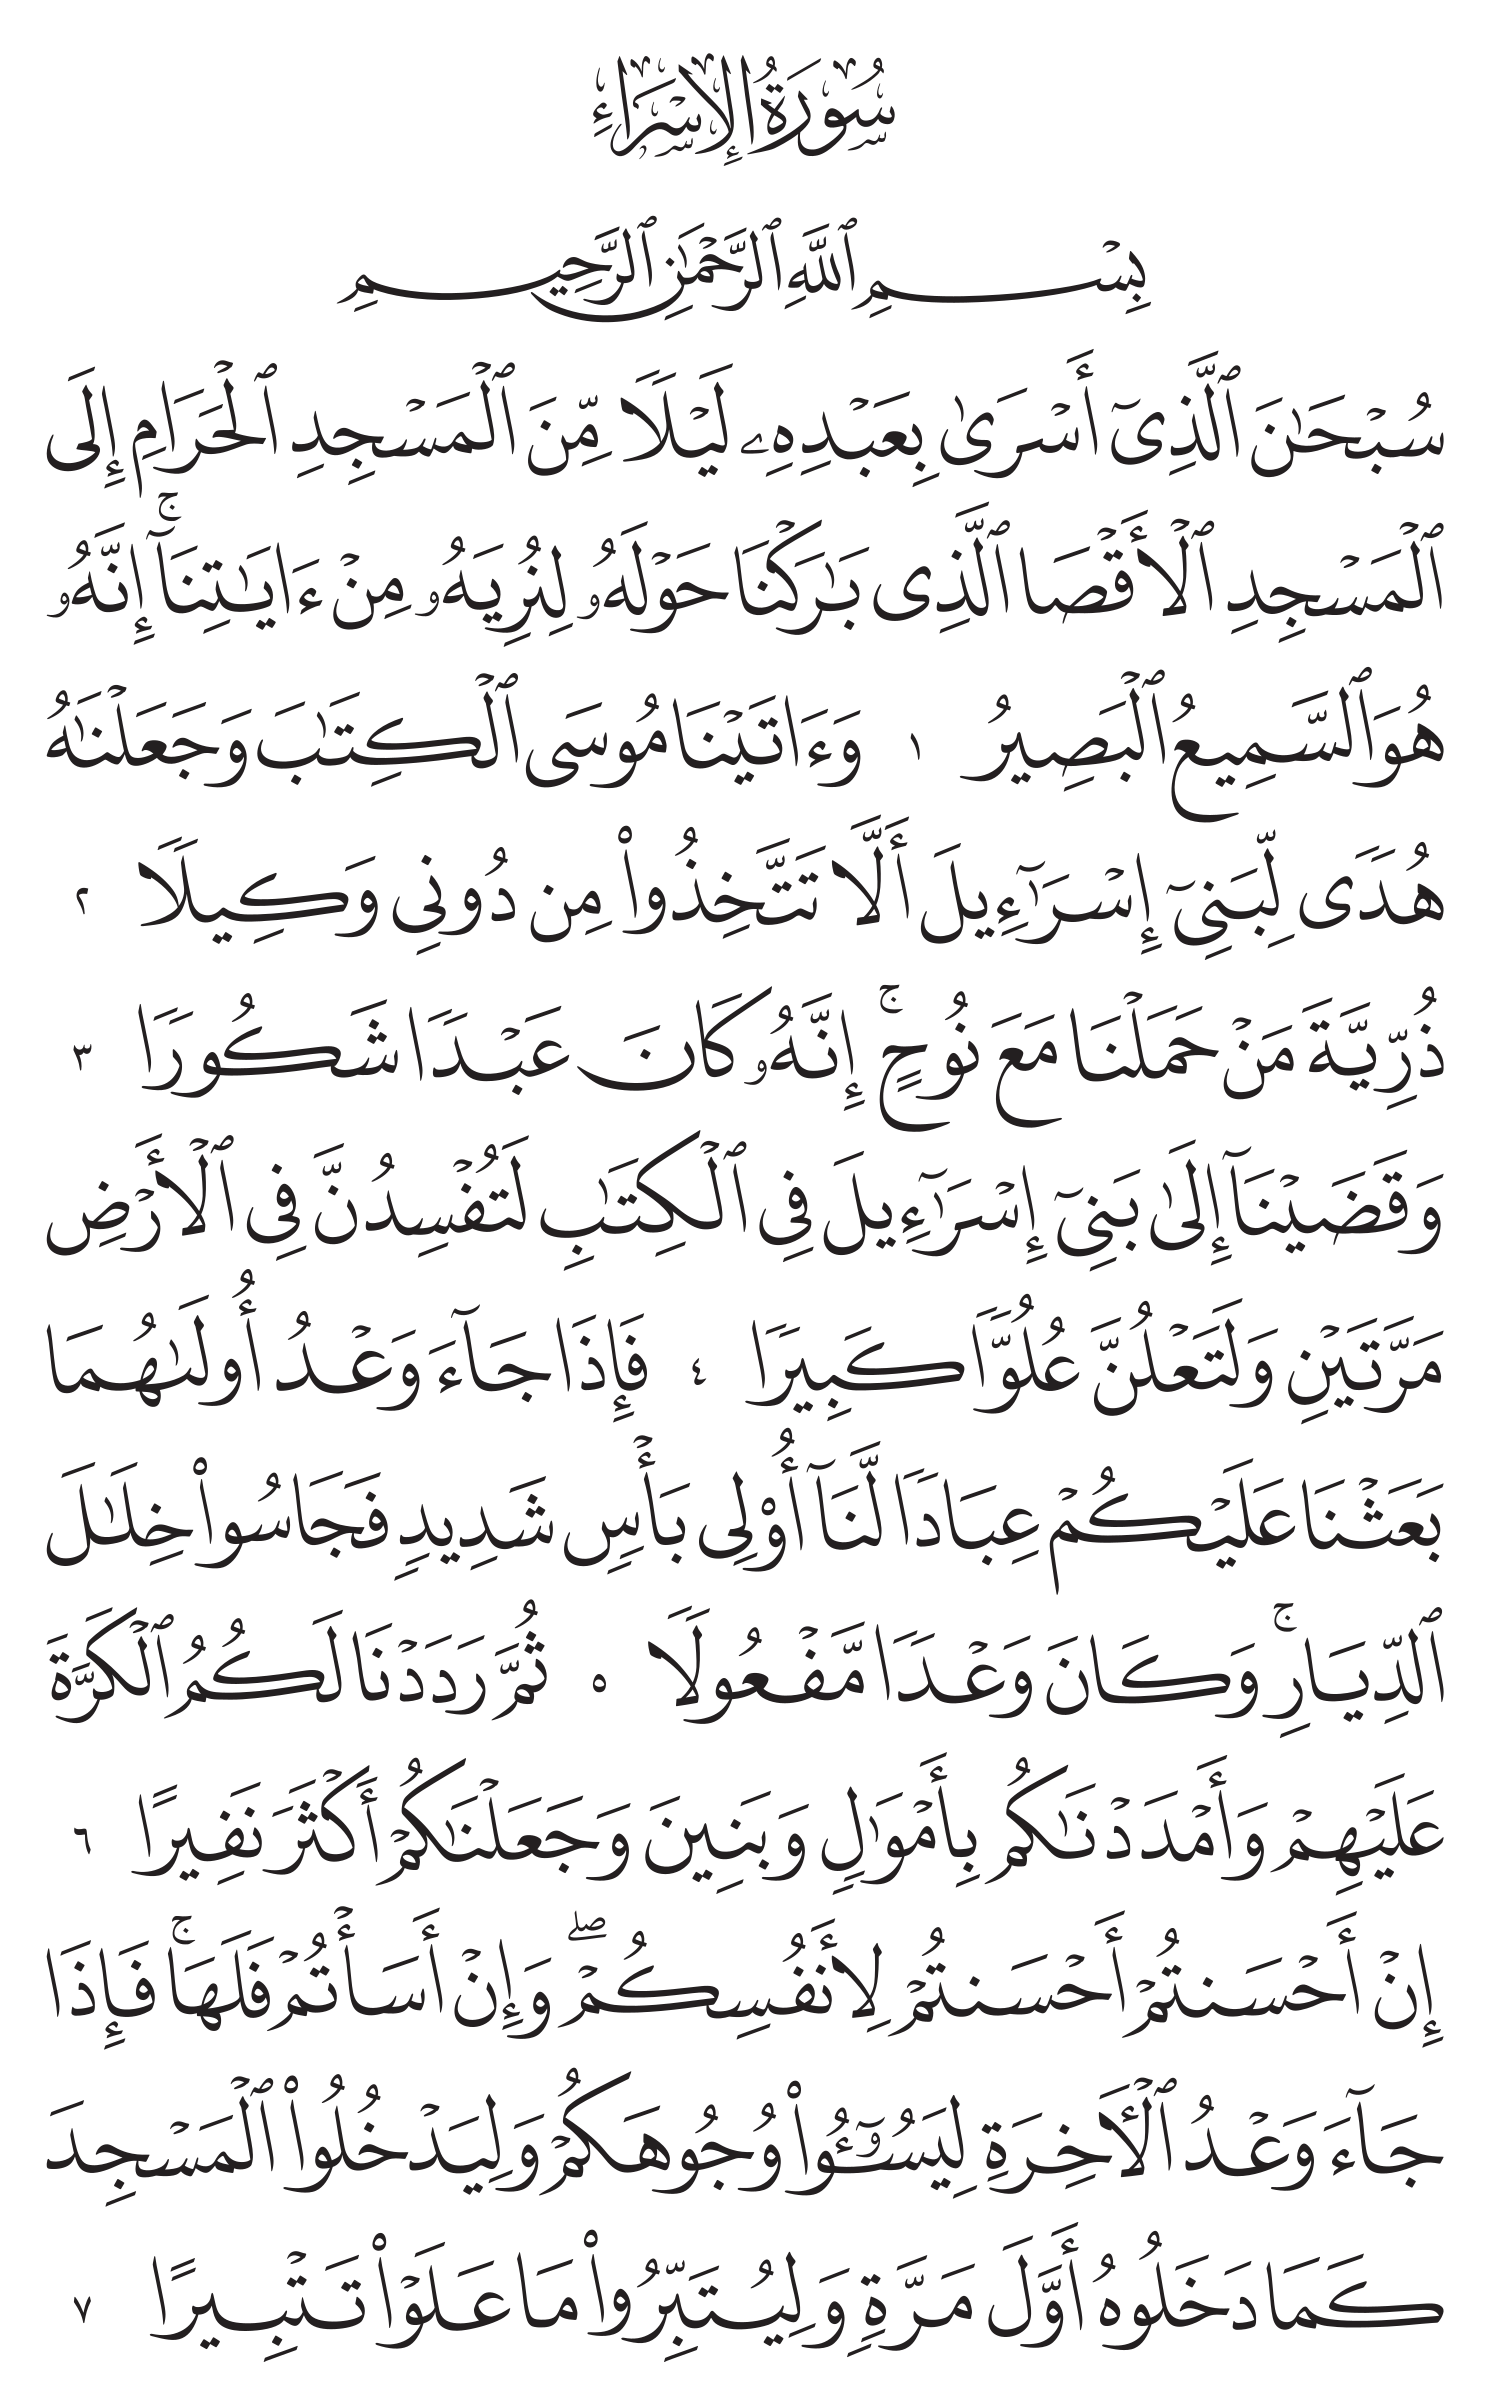 سُورَةُ الإِسْرَاءِ
بِسْمِ ٱللَّهِ ٱلرَّحْمَٰنِ ٱلرَّحِيمِ
سُبْحَٰنَ ٱلَّذِىٓ أَسْرَىٰ بِعَبْدِهِۦ لَيْلًا مِّنَ ٱلْمَسْجِدِ ٱلْحَرَامِ إِلَى
ٱلْمَسْجِدِ ٱلْأَقْصَا ٱلَّذِى بَٰرَكْنَا حَوْلَهُۥ لِنُرِيَهُۥ مِنْ ءَايَٰتِنَآ ۚ إِنَّهُۥ
هُوَ ٱلسَّمِيعُ ٱلْبَصِيرُ ١ وَءَاتَيْنَا مُوسَى ٱلْكِتَٰبَ وَجَعَلْنَٰهُ
هُدًى لِّبَنِىٓ إِسْرَٰٓءِيلَ أَلَّا تَتَّخِذُوا۟ مِن دُونِى وَكِيلًا ٢
ذُرِّيَّةَ مَنْ حَمَلْنَا مَعَ نُوحٍ ۚ إِنَّهُۥ كَانَ عَبْدًا شَكُورًا ٣
وَقَضَيْنَآ إِلَىٰ بَنِىٓ إِسْرَٰٓءِيلَ فِى ٱلْكِتَٰبِ لَتُفْسِدُنَّ فِى ٱلْأَرْضِ
مَرَّتَيْنِ وَلَتَعْلُنَّ عُلُوًّا كَبِيرًا ٤ فَإِذَا جَآءَ وَعْدُ أُولَىٰهُمَا
بَعَثْنَا عَلَيْكُمْ عِبَادًا لَّنَآ أُو۟لِى بَأْسٍ شَدِيدٍ فَجَاسُوا۟ خِلَٰلَ
ٱلدِّيَارِ ۚ وَكَانَ وَعْدًا مَّفْعُولًا ٥ ثُمَّ رَدَدْنَا لَكُمُ ٱلْكَرَّةَ
عَلَيْهِمْ وَأَمْدَدْنَٰكُم بِأَمْوَٰلٍ وَبَنِينَ وَجَعَلْنَٰكُمْ أَكْثَرَ نَفِيرًا ٦
إِنْ أَحْسَنتُمْ أَحْسَنتُمْ لِأَنفُسِكُمْ ۖ وَإِنْ أَسَأْتُمْ فَلَهَا ۚ فَإِذَا
جَآءَ وَعْدُ ٱلْءَاخِرَةِ لِيَسُـۥٓـُٔوا۟ وُجُوهَكُمْ وَلِيَدْخُلُوا۟ ٱلْمَسْجِدَ
كَمَا دَخَلُوهُ أَوَّلَ مَرَّةٍ وَلِيُتَبِّرُوا۟ مَا عَلَوْا۟ تَتْبِيرًا ٧